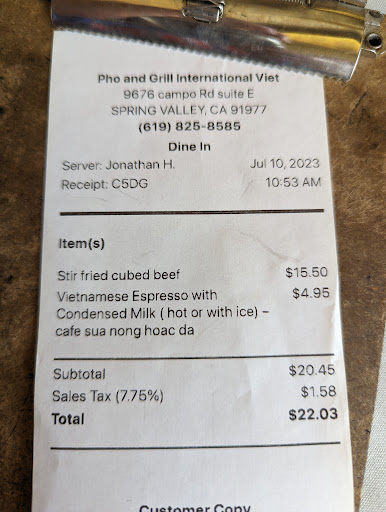 Pho and Grill International Viet
9676 campo Rd suite E
SPRING VALLEY, CA 91977
(619) 825-8585
Dine In
Server: Jonathan H. Jul 10, 2023
Receipt: C5DG 10:53 AM
Item(s)
Stir fried cubed beef $15.50
Vietnamese Espresso with $4.95
Condensed Milk ( hot or with ice) –
cafe sua nong hoac da
Subtotal $20.45
Sales Tax (7.75%) $1.58
Total $22.03
Customer Copy